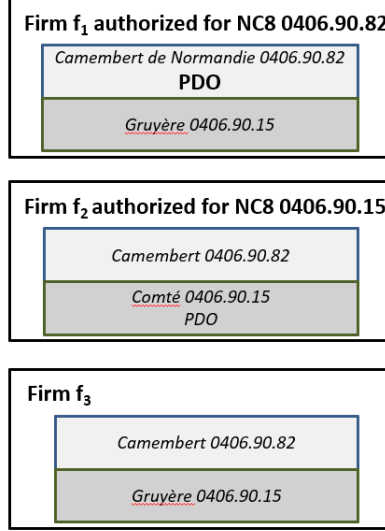 Firm f1 authorized for NC8 0406.90.82
Camembert de Normandie 0406.90.82
PDO
Gruyère 0406.90.15
Firm f2 authorized for NC8 0406.90.15
Camembert 0406.90.82
Comté 0406.90.15
PDO
Firm f3
Camembert 0406.90.82
Gruyère 0406.90.15